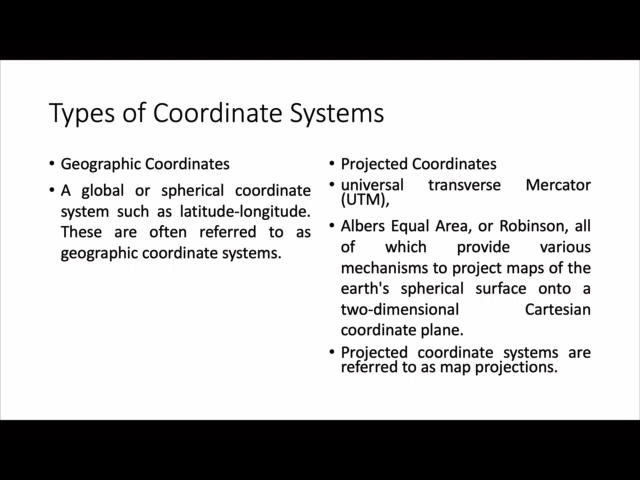 Types of Coordinate Systems
• Geographic Coordinates
• A global or spherical coordinate
system such as latitude-longitude.
These are often referred to as
geographic coordinate systems.
• Projected Coordinates
• universal transverse Mercator
(UTM),
• Albers Equal Area, or Robinson, all
of which provide various
mechanisms to project maps of the
earth's spherical surface onto a
two-dimensional Cartesian
coordinate plane.
• Projected coordinate systems are
referred to as map projections.